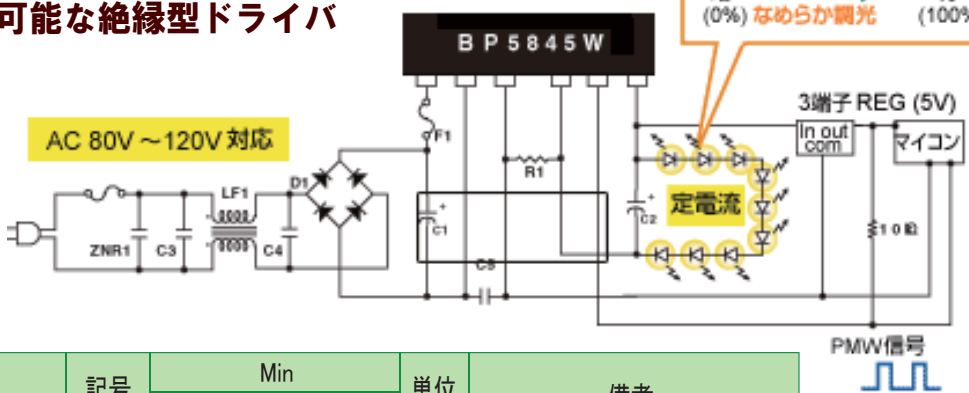 可能な絶縁型ドライバ
(0%) なめらか調光 (100%
BP5845W
3端子 REG (5V)
In out
com
マイコン
AC 80V ～120V 対応
F1
R1
D1
LF1
定電流
C1
C2
ZNR1
C3
C4
C5
PMW信号
記号
Min
単位